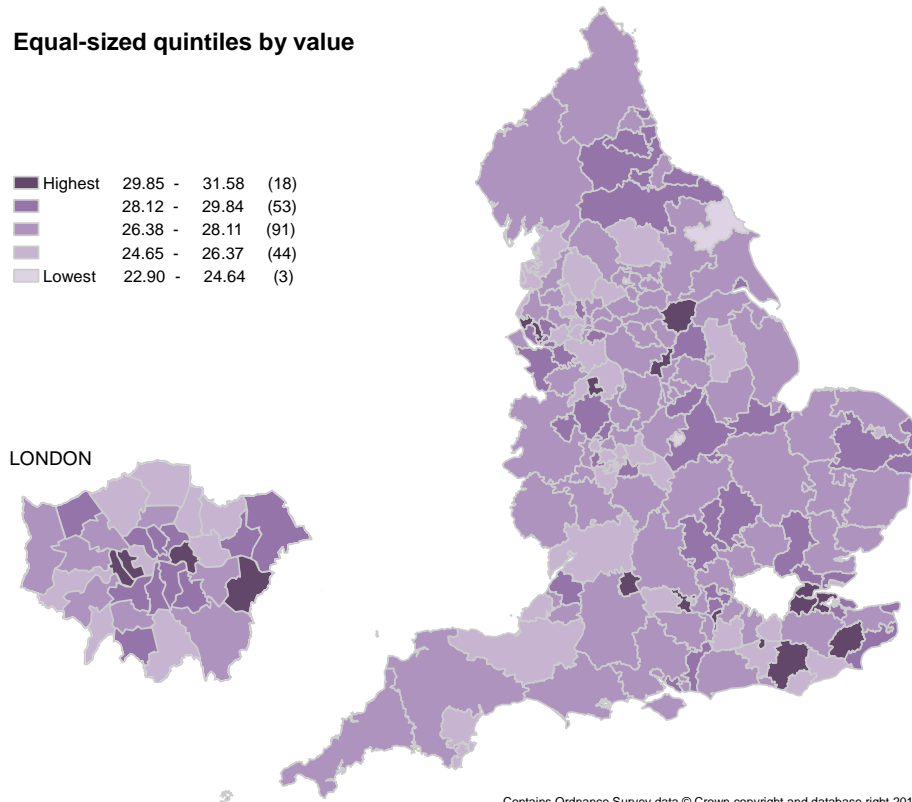 Equal-sized quintiles by value
Highest 29.85 - 31.58 (18)
28.12 - 29.84 (53)
26.38 - 28.11 (91)
24.65 - 26.37 (44)
Lowest 22.90 - 24.64 (3)
LONDON
Contains Ordnance Survey data © Crown copyright and database right 201